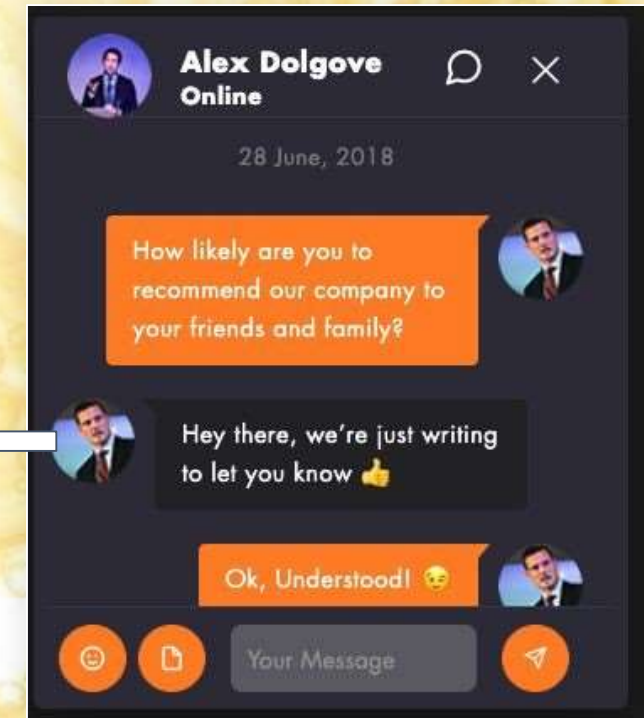 Alex Dolgove
Online
28 June, 2018
How likely are you to
recommend our company to
your friends and family?
Hey there, we're just writing
to let you know 👍
Ok, Understood! 😉
Your Message